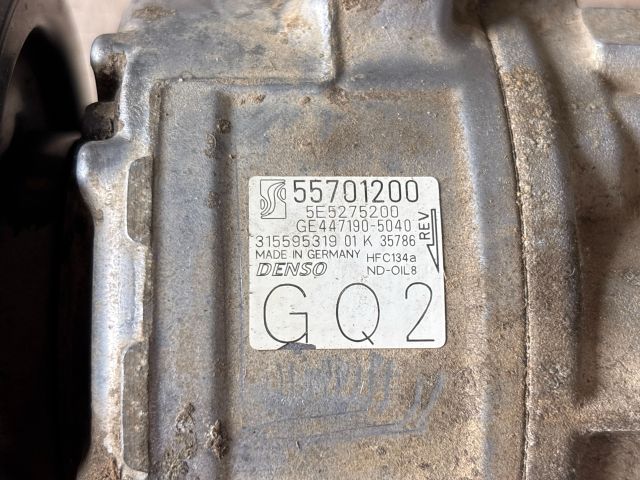 55701200
5E5275200
GE447190-5040
315595319 01 K 35786
REV
MADE IN GERMANY HFC134a
DENSO ND-OIL8
GQ2